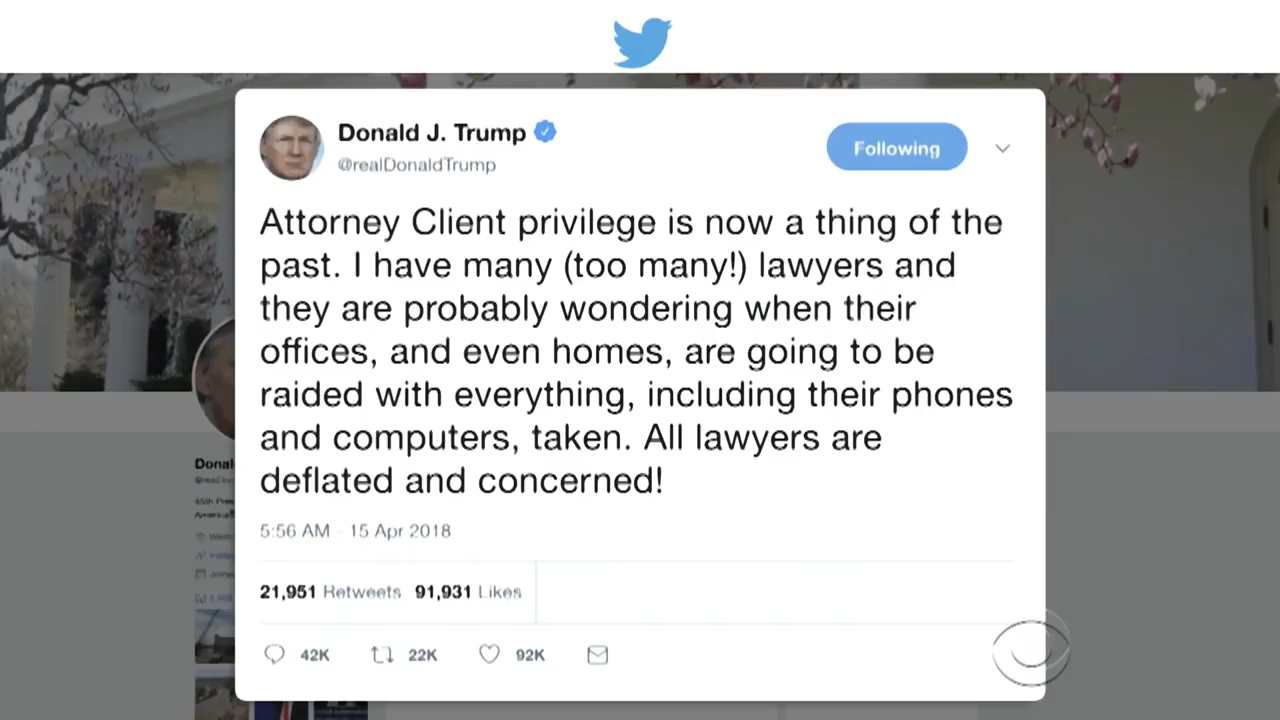 Donald J. Trump
@realDonaldTrump
Following
Attorney Client privilege is now a thing of the
past. I have many (too many!) lawyers and
they are probably wondering when their
offices, and even homes, are going to be
raided with everything, including their phones
and computers, taken. All lawyers are
deflated and concerned!
5:56 AM - 15 Apr 2018
21,951 Retweets 91,931 Likes
42K 22K 92K
Donal